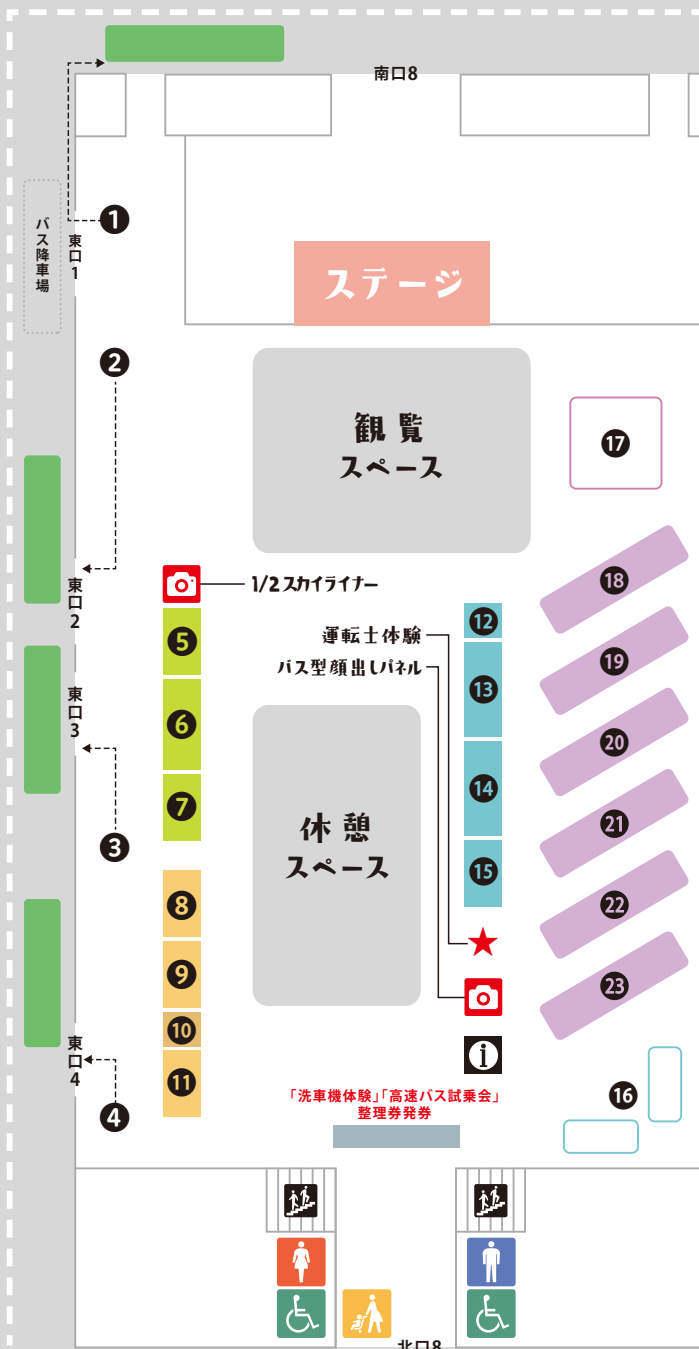 南口8
バス降車場
東口1
1
ステージ
2
観覧
スペース
17
18
1/2スカイライナー
東口2
5
12
運転士体験
バス型顔出しパネル
19
13
東口3
6
20
14
7
21
休憩
スペース
3
15
8
22
9
23
10
i
東口4
11
「洗車機体験」「高速バス試乗会」
整理券発券
16
4
北口8